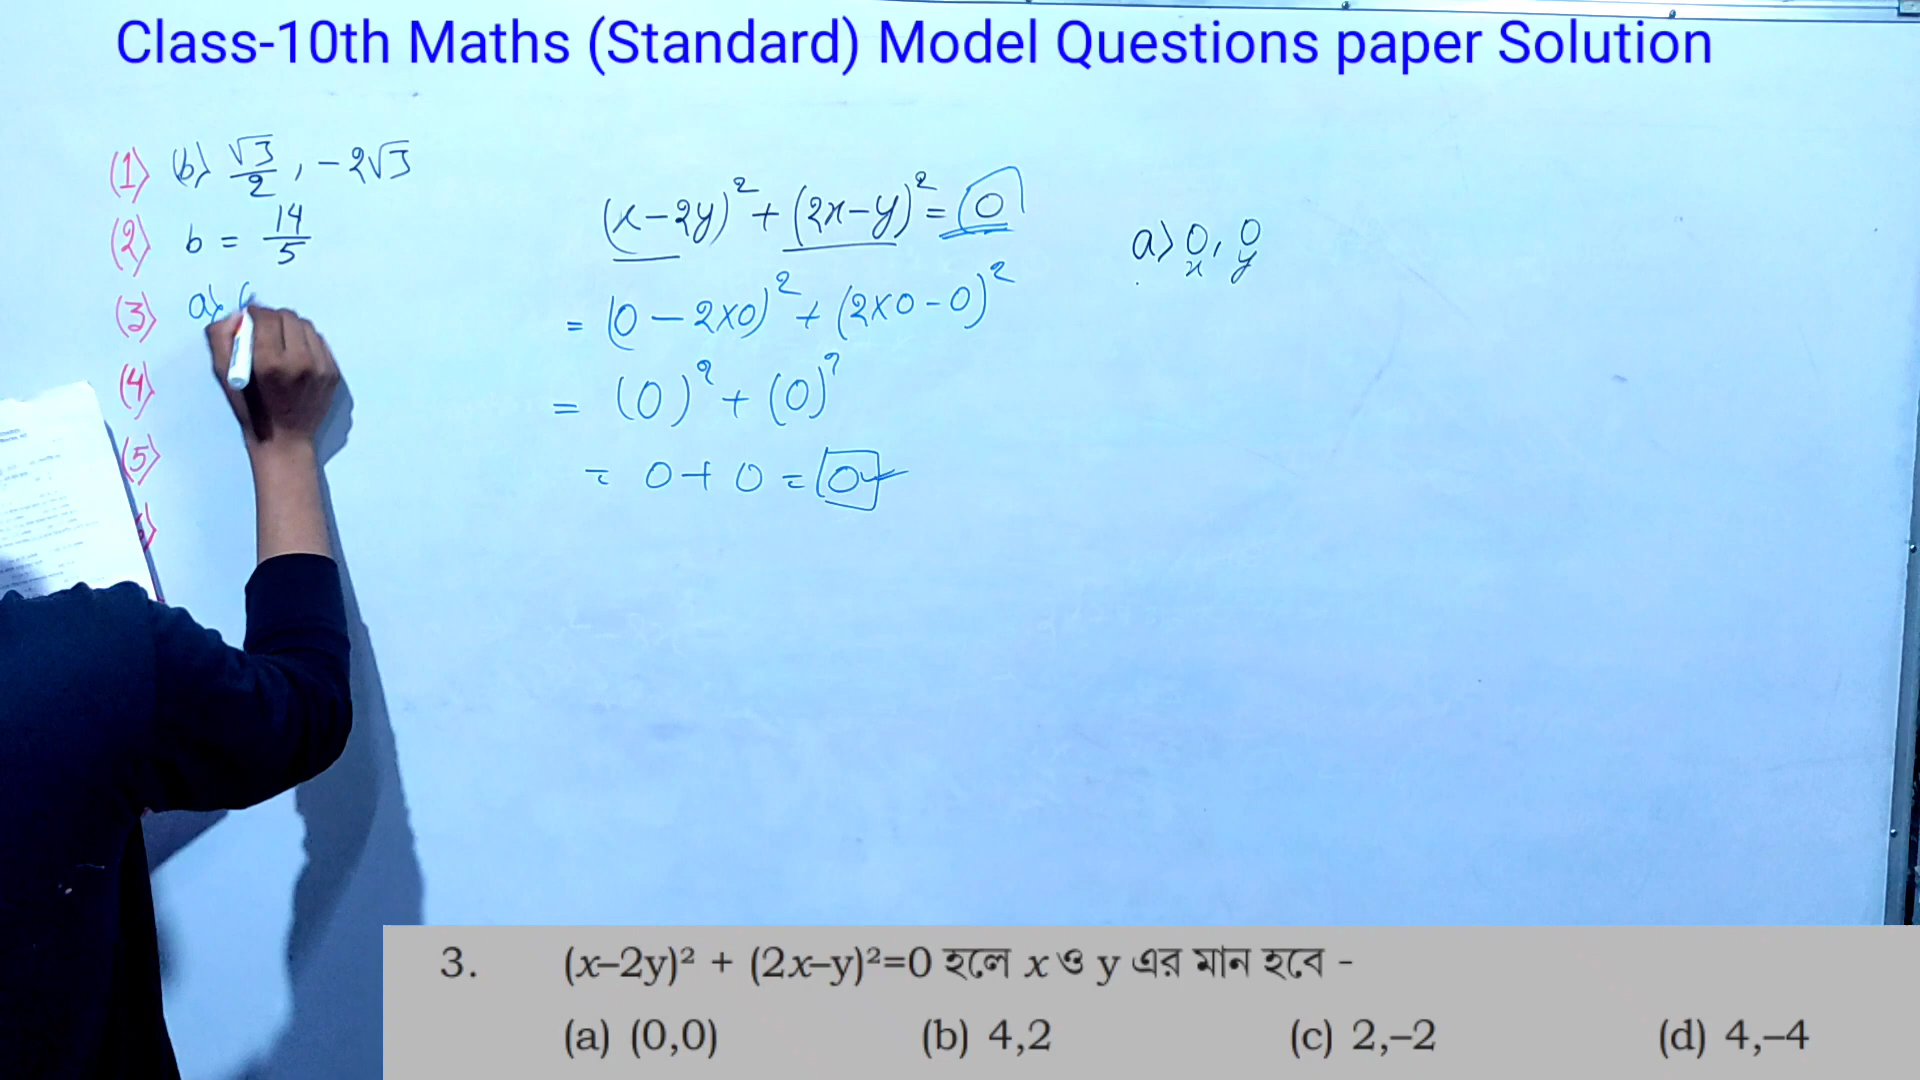 Class-10th Maths (Standard) Model Questions paper Solution
(1) (b) √3/2, -2√3
(2) b = 14/5
(3) a)
(4)
(5)
(x-2y)² + (2x-y)² = 0
= (0 - 2×0)² + (2×0 - 0)²
= (0)² + (0)²
= 0 + 0 = 0
a) 0, 0
x y
3. (x–2y)² + (2x–y)²=0 হলে x ও y এর মান হবে -
(a) (0,0) (b) 4,2 (c) 2,–2 (d) 4,–4